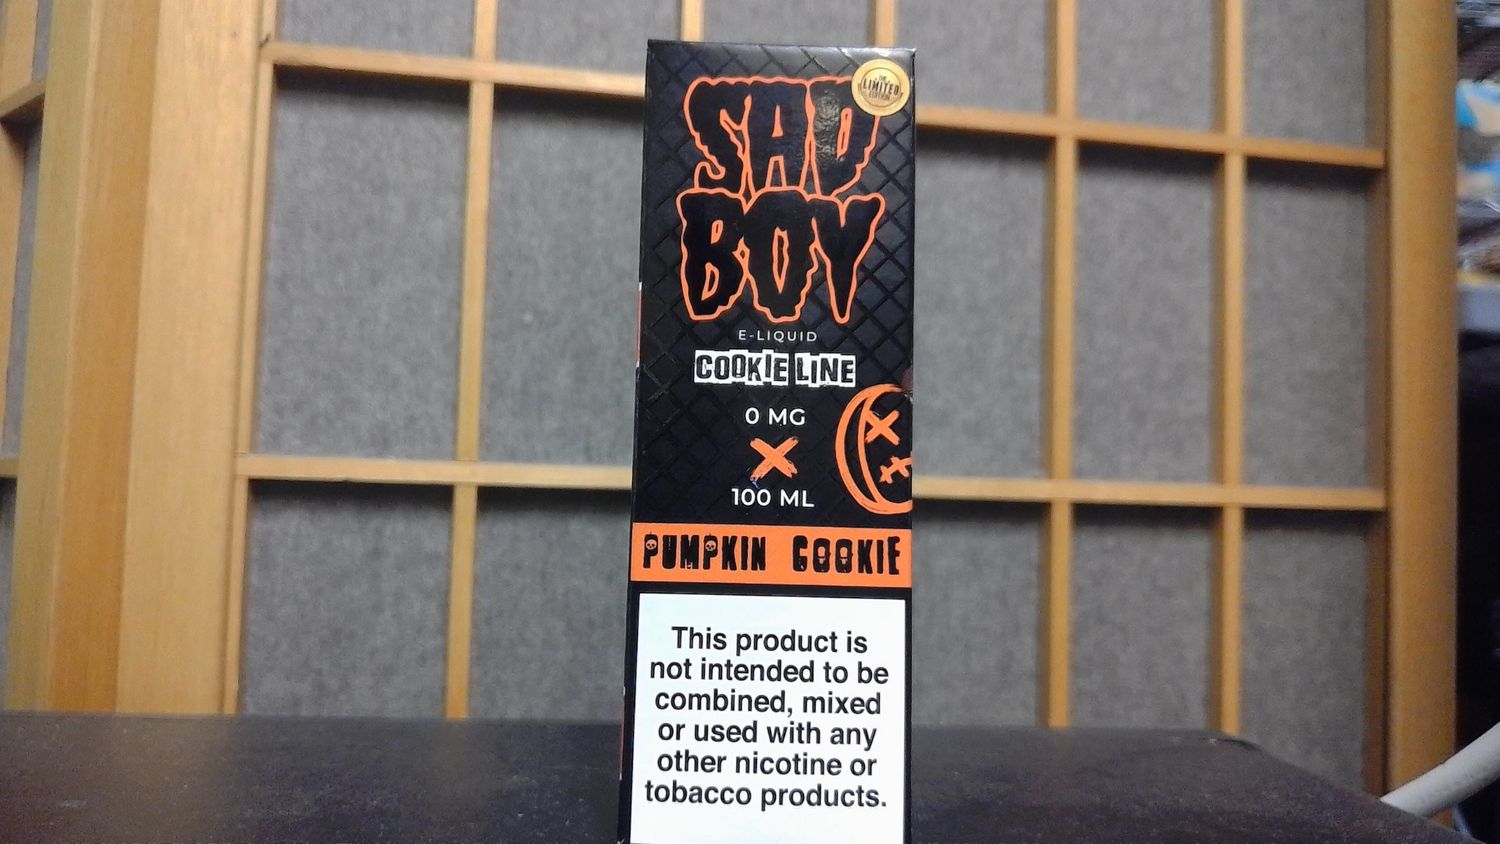 SAD
BOY
THE
LIMITED
EDITION
E-LIQUID
COOKIE LINE
0 MG
100 ML
PUMPKIN COOKIE
This product is
not intended to be
combined, mixed
or used with any
other nicotine or
tobacco products.